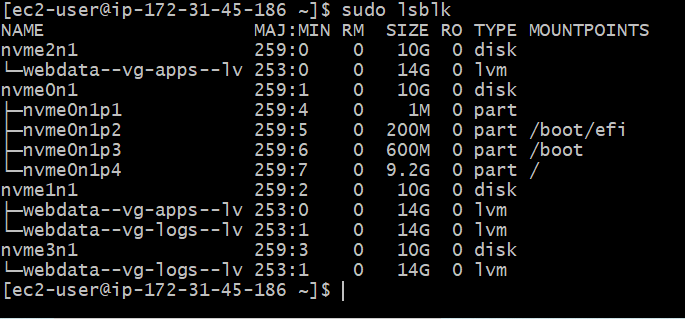 [ec2-user@ip-172-31-45-186 ~]$ sudo lsblk
NAME                  MAJ:MIN RM  SIZE RO TYPE MOUNTPOINTS
nvme2n1               259:0    0   10G  0 disk
└─webdata--vg-apps--lv 253:0    0   14G  0 lvm
nvme0n1               259:1    0   10G  0 disk
├─nvme0n1p1           259:4    0    1M  0 part
├─nvme0n1p2           259:5    0  200M  0 part /boot/efi
├─nvme0n1p3           259:6    0  600M  0 part /boot
└─nvme0n1p4           259:7    0  9.2G  0 part /
nvme1n1               259:2    0   10G  0 disk
├─webdata--vg-apps--lv 253:0    0   14G  0 lvm
└─webdata--vg-logs--lv 253:1    0   14G  0 lvm
nvme3n1               259:3    0   10G  0 disk
└─webdata--vg-logs--lv 253:1    0   14G  0 lvm
[ec2-user@ip-172-31-45-186 ~]$